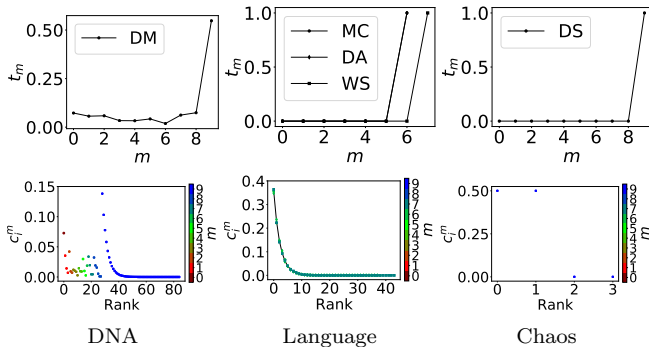 DM
0.50
0.25
0.00
t_m
0 2 4 6 8
m
MC
DA
WS
1.0
0.5
0.0
t_m
0 2 4 6
m
DS
1.0
0.5
0.0
t_m
0 2 4 6 8
m
0.15
0.10
0.05
0.00
c_i^m
0 20 40 60 80
Rank
9
8
7
6
5
4
3
2
1
0
m
0.4
0.3
0.2
0.1
0.0
c_i^m
0 20 40
Rank
9
8
7
6
5
4
3
2
1
0
m
0.50
0.25
0.00
c_i^m
0 1 2 3
Rank
9
8
7
6
5
4
3
2
1
0
m
DNA
Language
Chaos